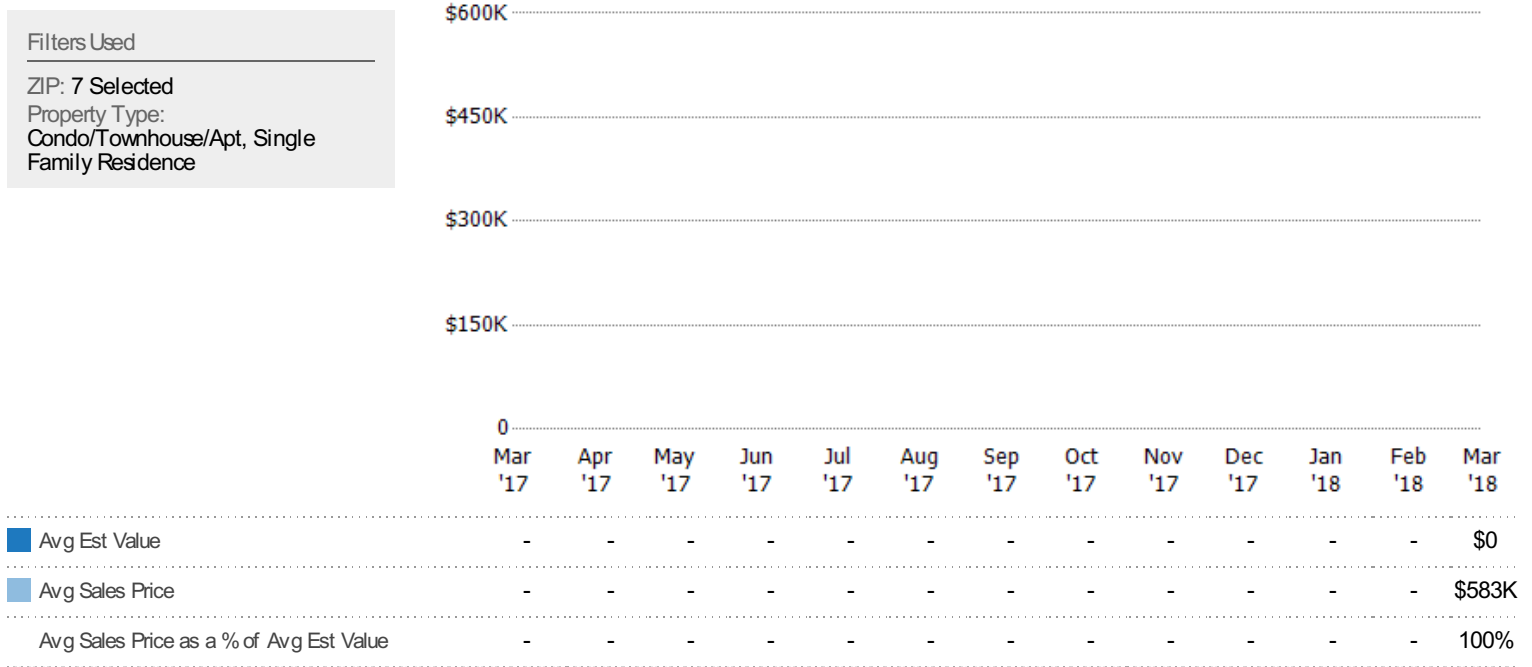 Filters Used
ZIP: 7 Selected
Property Type:
Condo/Townhouse/Apt, Single
Family Residence
$600K
$450K
$300K
$150K
0
Mar Apr May Jun Jul Aug Sep Oct Nov Dec Jan Feb Mar
'17 '17 '17 '17 '17 '17 '17 '17 '17 '17 '18 '18 '18
Avg Est Value - - - - - - - - - - - - $0
Avg Sales Price - - - - - - - - - - - - $583K
Avg Sales Price as a % of Avg Est Value - - - - - - - - - - - - 100%